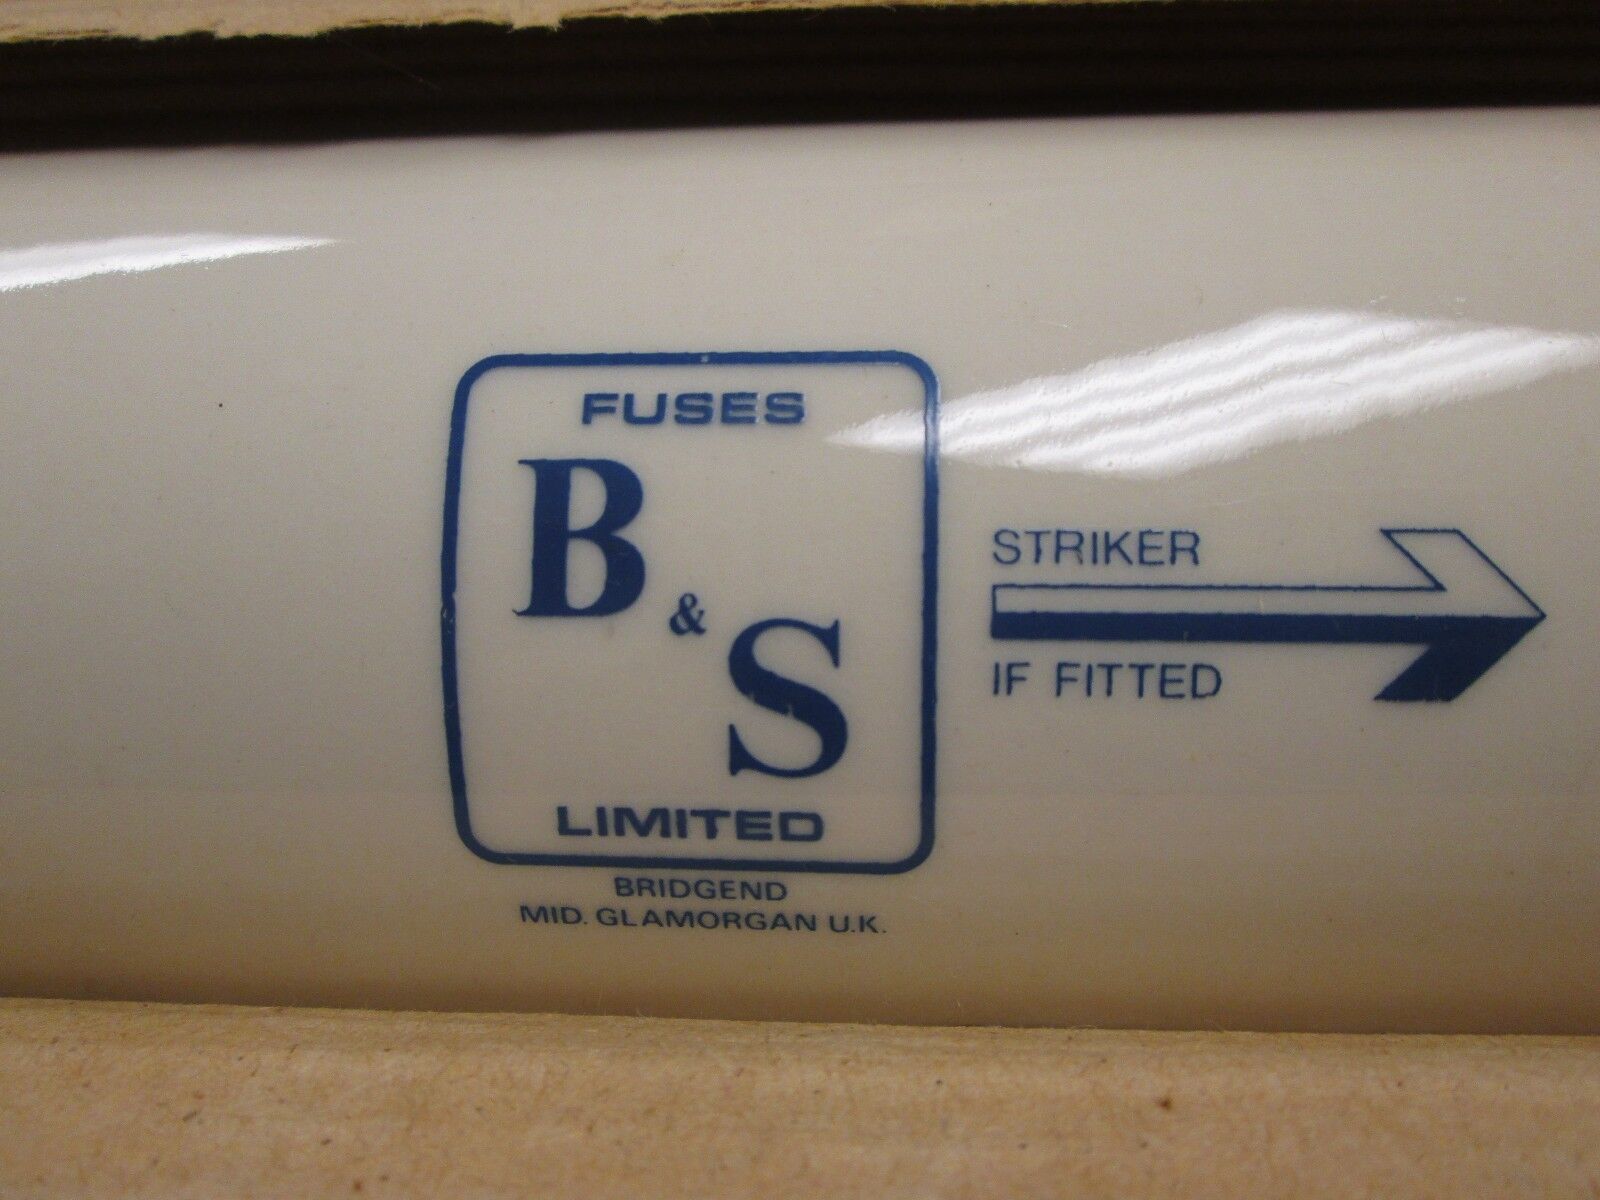 FUSES
B & S
LIMITED
BRIDGEND
MID. GLAMORGAN U.K.
STRIKER
IF FITTED